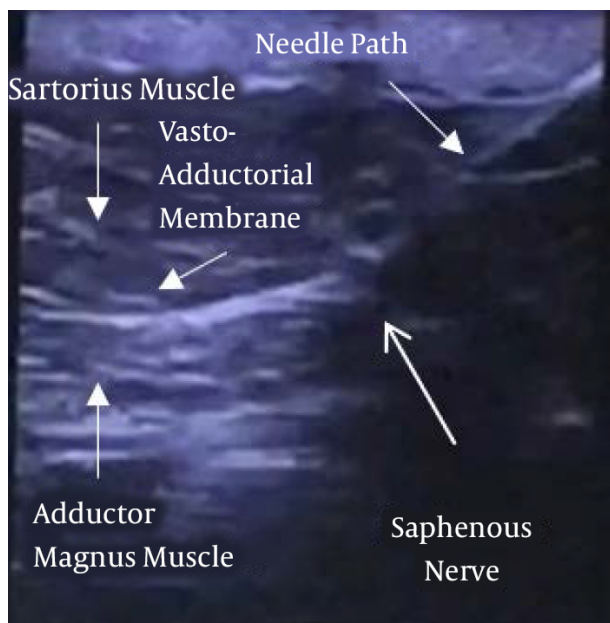 Needle Path
Sartorius Muscle
Vasto-
Adductorial
Membrane
Adductor
Magnus Muscle
Saphenous
Nerve